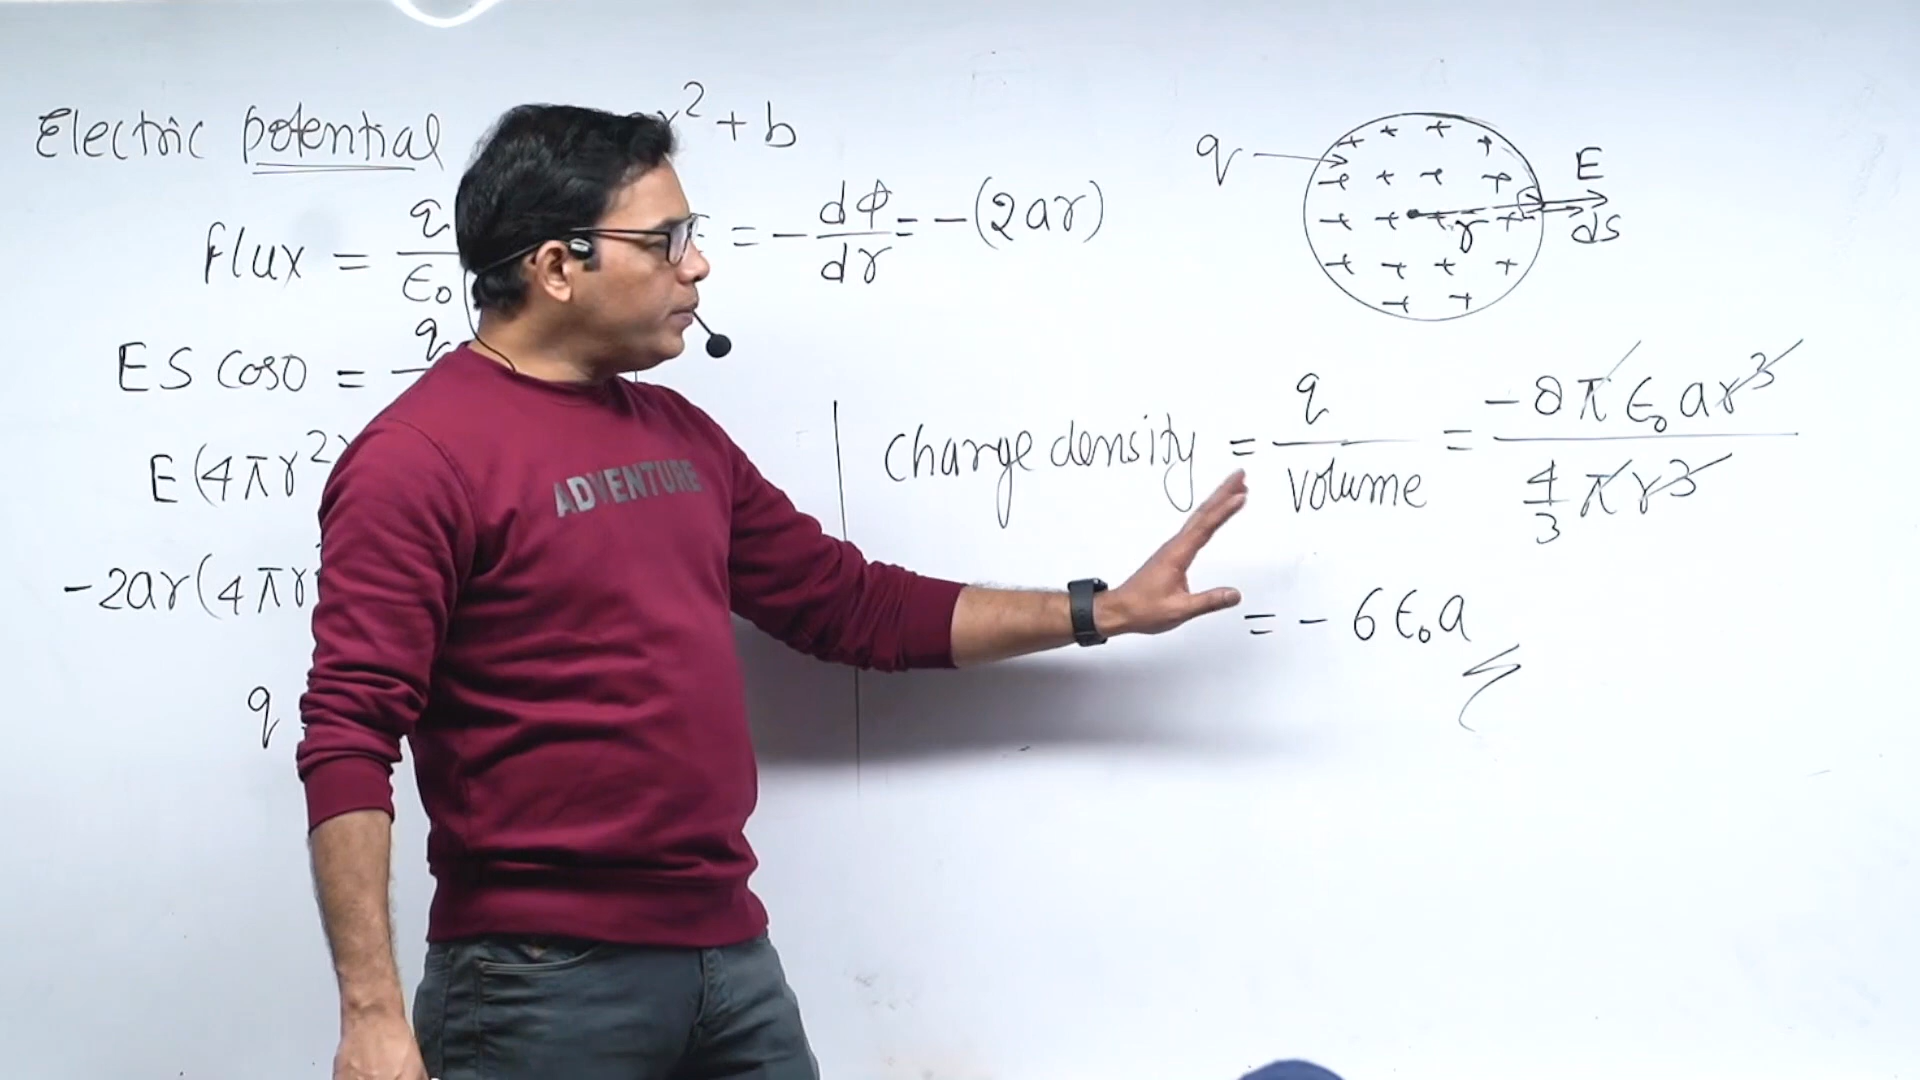 Electric potential r² + b
flux = q/ϵ₀
= -dϕ/dr = -(2ar)
ES Cos0 = q
E(4πr²)
-2ar(4πr
q
q
E
dS
r
+ + + + + + + + + + + + + + + + + +
Charge density = q/volume = -8πϵ₀ar³ / 4/3 πr³
= - 6ϵ₀a
ADVENTURE